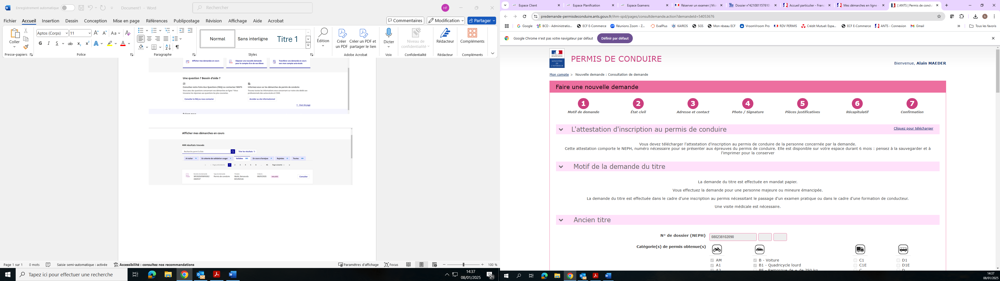 Enregistrement automatique
Document1 - Word
Rechercher
HF
Fichier Accueil Insertion Dessin Conception Mise en page Références Publipostage Révision Affichage Aide Acrobat
Commentaires Modification Partager
Coller
Presse-papiers
Aptos (Corps) 11
G I S ab x₂ x² A A
Police
Paragraphe
Normal Sans interligne Titre 1
Styles
Édition
Créer un PDF
Créer un PDF et partager le lien
Adobe Acrobat
Dicter
Voix
Niveau de confidentialité
Confidentialité
Rédacteur
Rédacteur
Compléments
Compléments
Afficher mes demandes en cours
Déposer une nouvelle demande pour le compte d'un de vos élèves
Transférer une demande en cours vers mon compte auto-école
Une question ? Besoin d'aide ?
Consultez notre Foire Aux Questions (FAQ) ou contactez l'ANTS
Vous avez des questions concernant vos démarches en ligne ? Vous trouverez les réponses aux questions les plus courantes.
Consulter la FAQ ou nous contacter
Informez-vous sur les démarches de permis de conduire
Trouvez toutes les informations vous concernant sur notre site dédié aux professionnels des auto-école et CSSR.
Accéder au site informationnel
Haut de page
Afficher mes démarches en cours
444 résultats trouvés
Recherche parmi la liste
Trier les résultats
A traiter En attente de validation usager Validées 444 En cours d'analyse Rejetées Toutes
Page précédente 1 2 3 4 5 6 ... 45 Page suivante
Numéro de demande Type de demande Titulaire Créée le
Permis de conduire Walid, Benaouda 08/01/2025 VALIDÉE Consulter
4304127 BOUNOUA
Page 1 sur 1 0 mots Saisie semi-automatique : activée Accessibilité : consultez nos recommandations
Paramètres d'affichage Focus 100 %
Tapez ici pour effectuer une recherche
14:37
08/01/2025
21
Espace Client
Espace Planification
Espace Examens
Réserver un examen | Mo
Dossier n°421081157610
Accueil particulier - Franc
Mes démarches en ligne -
[ ANTS | Permis de condu
predemande-permisdeconduire.ants.gouv.fr/ihm-spd/pages/consultdemande.action?demandeId=54053676
Google BCD - Administratio... ECF E-Commerce Réunions Zoom - Z... EvalPlus KAIROS SGS Mon réseau ECF VroomVroom Pro RDV PERMIS Crédit Mutuel: Espa... ECF E-Commerce ANTS - Connexion Gmail
Tous les favoris
Google Chrome n'est pas votre navigateur par défaut
Définir par défaut
MINISTÈRE DE L'INTÉRIEUR
PERMIS DE CONDUIRE
Bienvenue, Alain MAEDER
Mon compte > Nouvelle demande : Consultation de demande
Faire une nouvelle demande
1 2 3 4 5 6 7
Motif de demande État civil Adresse et contact Photo / Signature Pièces justificatives Récapitulatif Confirmation
L'attestation d'inscription au permis de conduire
Cliquez pour télécharger
Vous devez télécharger l'attestation d'inscription au permis de conduire de la personne concernée par la demande.
Cette attestation comporte le NEPH, numéro nécessaire pour se présenter aux épreuves du permis de conduire. Elle est disponible sur votre espace durant 6 mois : pensez à la sauvegarder et à
l'imprimer pour la conserver
Motif de la demande du titre
La demande du titre est effectuée en mandat papier.
Vous effectuez la demande pour une personne majeure ou mineure émancipée.
La demande du titre est effectuée dans le cadre d'une inscription au permis nécessitant le passage d'un examen pratique ou dans le cadre d'une formation de conducteur.
Une visite médicale est nécessaire.
Ancien titre
N° de dossier (NEPH) 080238102090
Catégorie(s) de permis obtenue(s)
AM B - Voiture C1 D1
A1 B1 - Quadricycle lourd C1E D1E
A2 BE - Remorque de + de 750 kg C D
14:37
08/01/2025